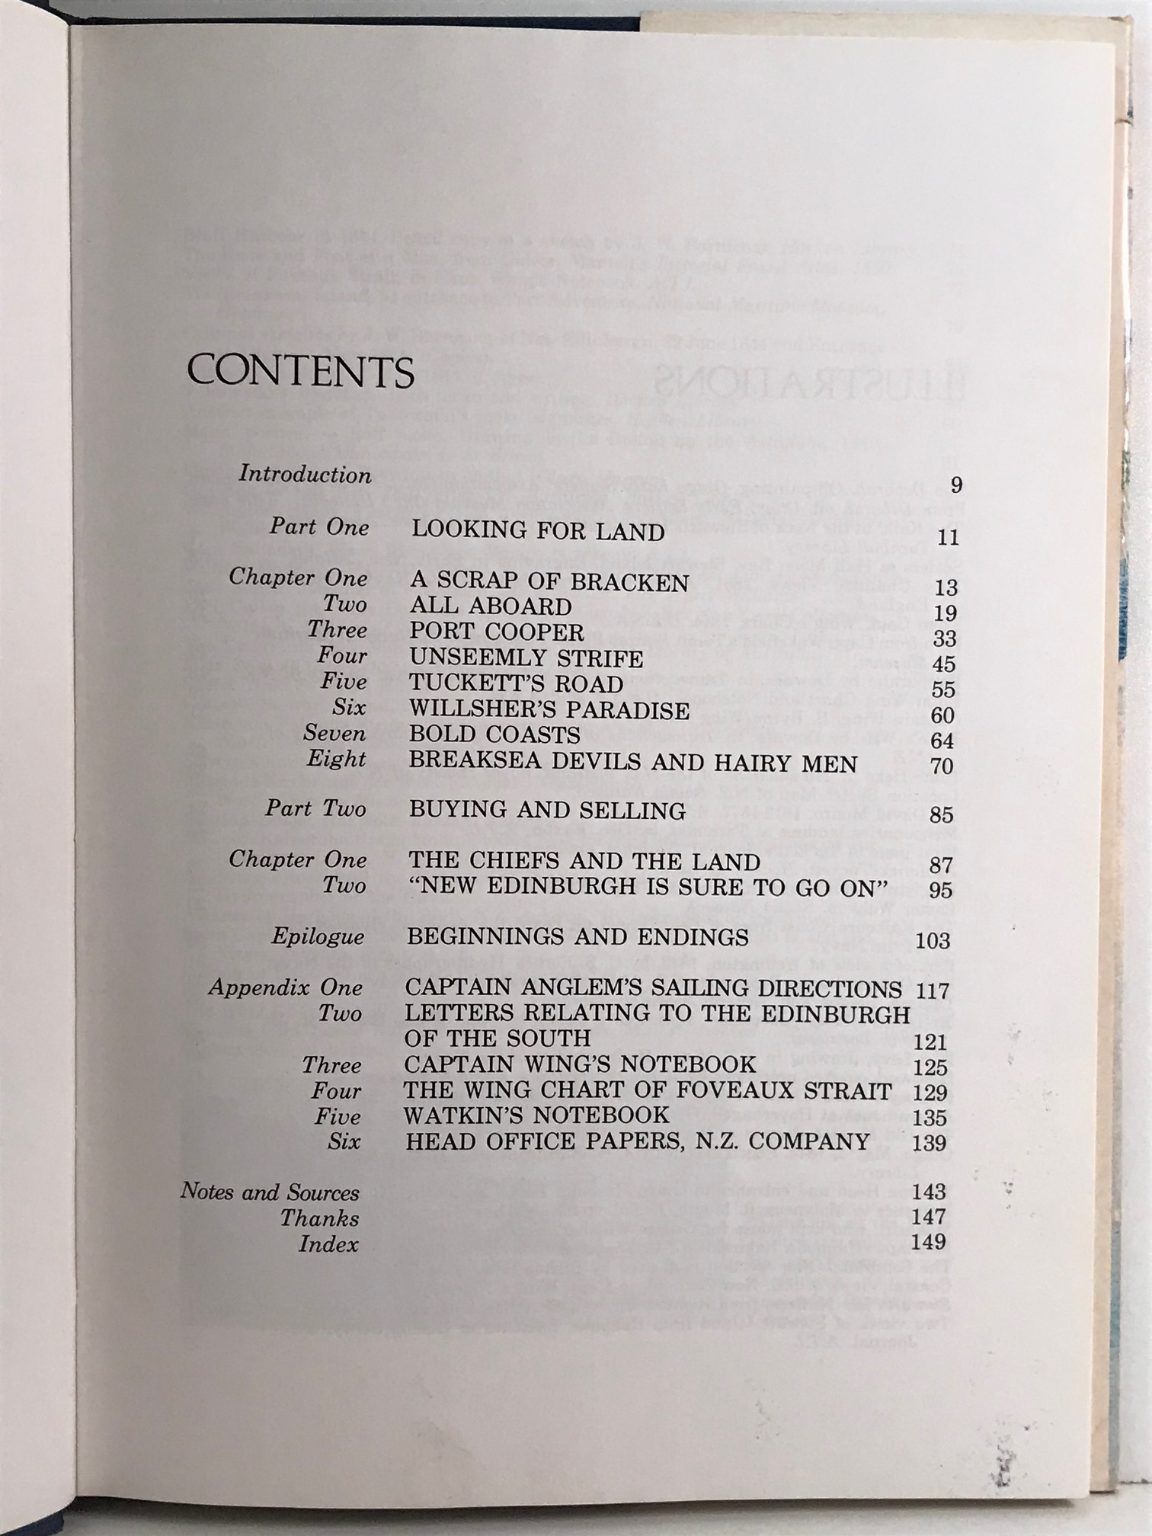 CONTENTS
Introduction 9
Part One LOOKING FOR LAND 11
Chapter One A SCRAP OF BRACKEN 13
Two ALL ABOARD 19
Three PORT COOPER 33
Four UNSEEMLY STRIFE 45
Five TUCKETT'S ROAD 55
Six WILLSHER'S PARADISE 60
Seven BOLD COASTS 64
Eight BREAKSEA DEVILS AND HAIRY MEN 70
Part Two BUYING AND SELLING 85
Chapter One THE CHIEFS AND THE LAND 87
Two “NEW EDINBURGH IS SURE TO GO ON” 95
Epilogue BEGINNINGS AND ENDINGS 103
Appendix One CAPTAIN ANGLEM'S SAILING DIRECTIONS 117
Two LETTERS RELATING TO THE EDINBURGH
OF THE SOUTH 121
Three CAPTAIN WING'S NOTEBOOK 125
Four THE WING CHART OF FOVEAUX STRAIT 129
Five WATKIN'S NOTEBOOK 135
Six HEAD OFFICE PAPERS, N.Z. COMPANY 139
Notes and Sources 143
Thanks 147
Index 149